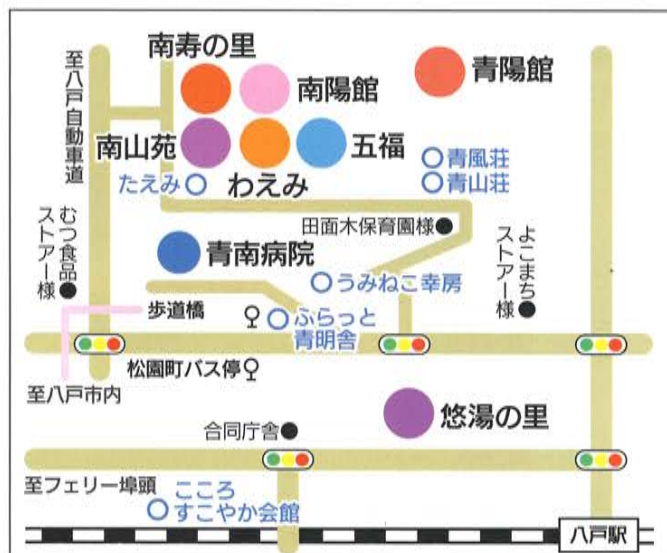 至八戸自動車道
南寿の里
南陽館
青陽館
南山苑
わえみ
五福
たえみ
青風荘
青山荘
むつ食品
ストアー様
青南病院
田面木保育園様
よこまち
ストアー様
うみねこ幸房
歩道橋
ふらっと
青明舎
松園町バス停
至八戸市内
悠湯の里
合同庁舎
至フェリー埠頭
こころ
すこやか会館
八戸駅